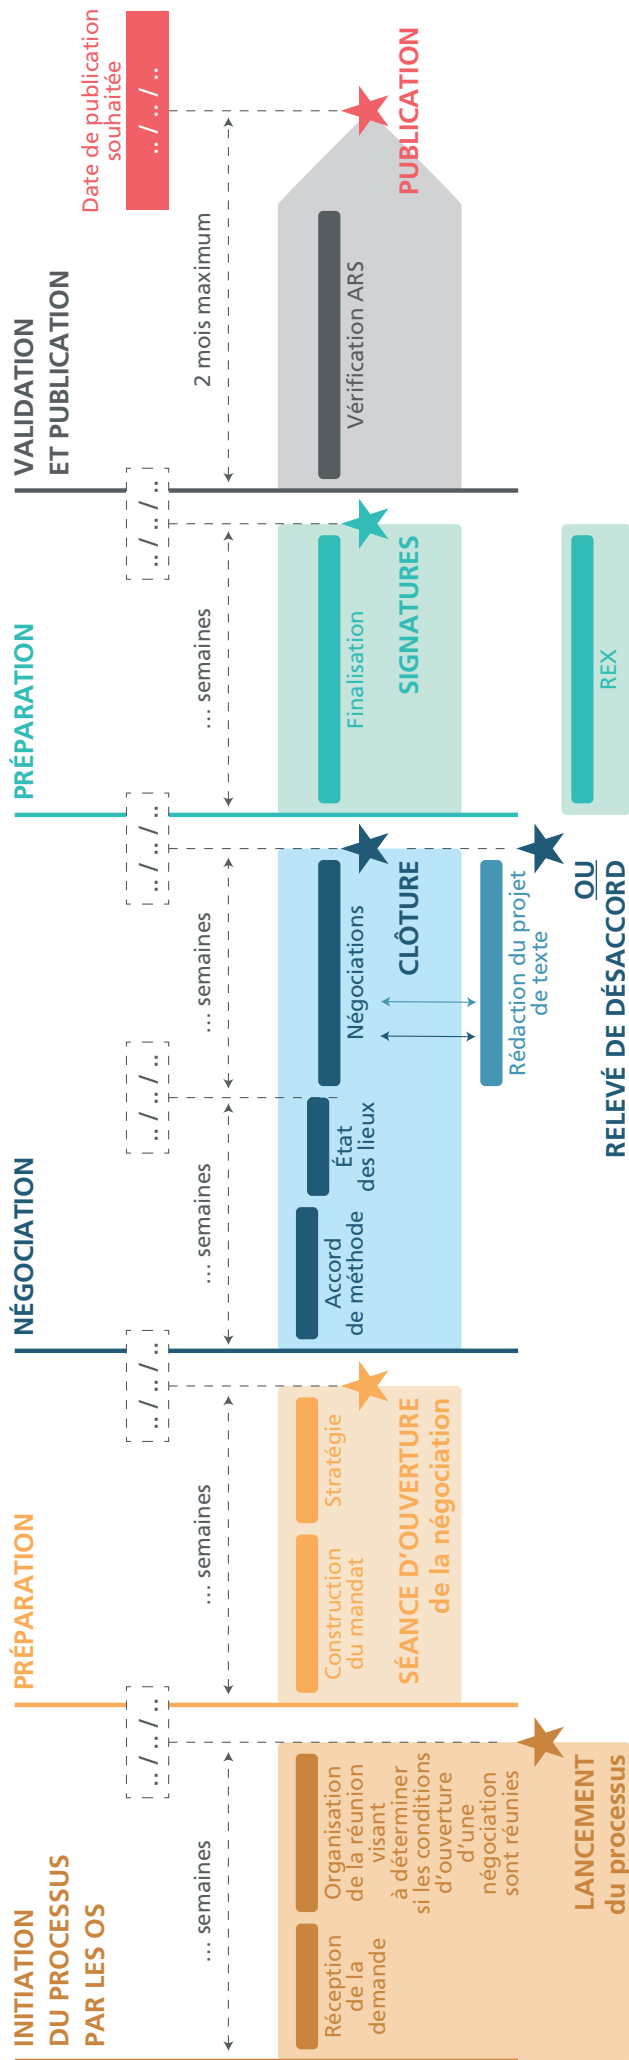 INITIATION
DU PROCESSUS
PAR LES OS
... semaines
.. / .. / ..
Réception
de la
demande
Organisation
de la réunion
visant
à déterminer
si les conditions
d'ouverture
d'une
négociation
sont réunies
LANCEMENT
du processus
PRÉPARATION
... semaines
.. / .. / ..
Construction
du mandat
Stratégie
SÉANCE D'OUVERTURE
de la négociation
NÉGOCIATION
... semaines
.. / .. / ..
... semaines
.. / .. / ..
Accord
de méthode
État
des lieux
Négociations
CLÔTURE
Rédaction du projet
de texte
OU
RELEVÉ DE DÉSACCORD
PRÉPARATION
... semaines
.. / .. / ..
Finalisation
SIGNATURES
REX
VALIDATION
ET PUBLICATION
2 mois maximum
Date de publication
souhaitée
.. / .. / ..
Vérification ARS
PUBLICATION